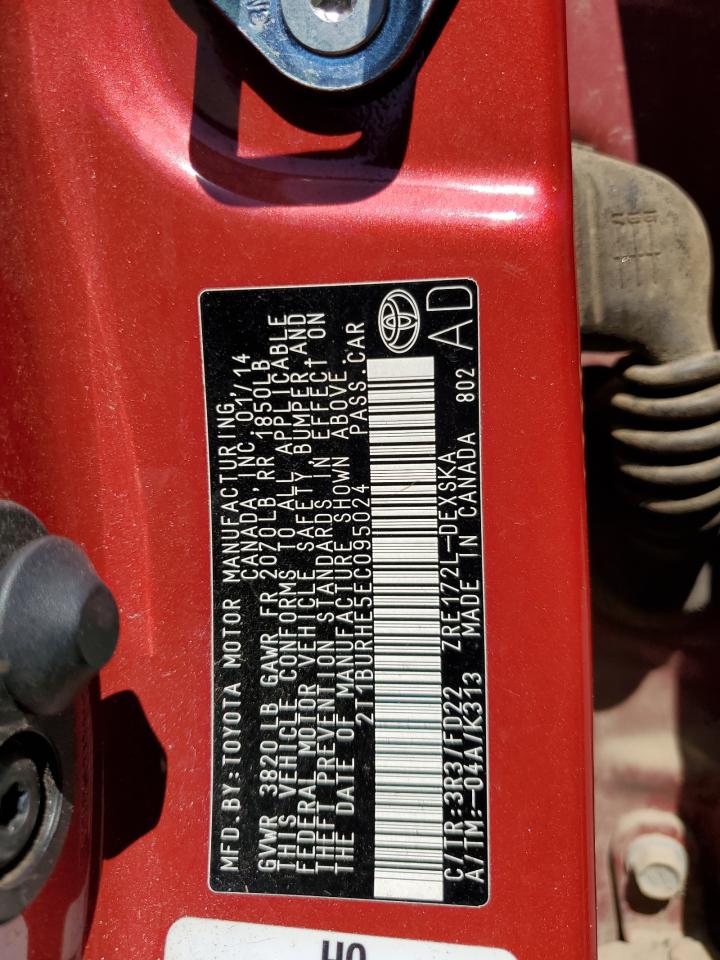 MFD.BY:TOYOTA MOTOR MANUFACTURING,
CANADA,INC. 01/14
GVWR 3820 LB GAWR FR 2070LB,RR 1850LB
THIS VEHICLE CONFORMS TO ALL APPLICABLE
FEDERAL MOTOR VEHICLE SAFETY BUMPER,AND
THEFT PREVENTION STANDARDS IN EFFECT ON
THE DATE OF MANUFACTURE SHOWN ABOVE.
2T1BURHE5EC095024 PASS.CAR
C/TR:3R37/FD22 ZRE172L-DEXSKA
A/TM:-04A/K313 MADE IN CANADA 802
AD